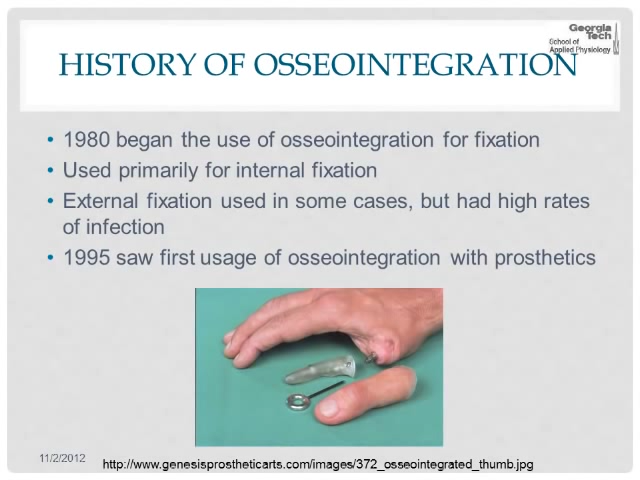 Georgia
Tech
School of
Applied Physiology
HISTORY OF OSSEOINTEGRATION
• 1980 began the use of osseointegration for fixation
• Used primarily for internal fixation
• External fixation used in some cases, but had high rates
of infection
• 1995 saw first usage of osseointegration with prosthetics
11/2/2012
http://www.genesisprostheticarts.com/images/372_osseointegrated_thumb.jpg